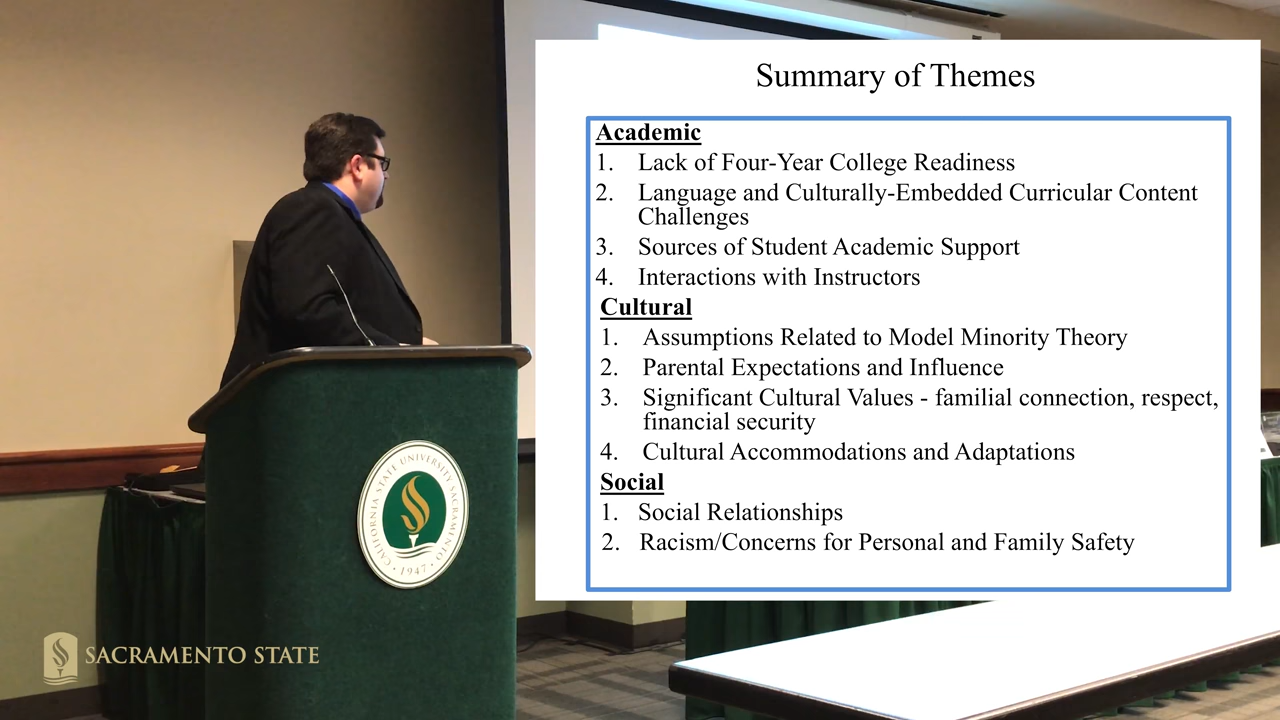 Summary of Themes
Academic
1. Lack of Four-Year College Readiness
2. Language and Culturally-Embedded Curricular Content
Challenges
3. Sources of Student Academic Support
4. Interactions with Instructors
Cultural
1. Assumptions Related to Model Minority Theory
2. Parental Expectations and Influence
3. Significant Cultural Values - familial connection, respect,
financial security
4. Cultural Accommodations and Adaptations
Social
1. Social Relationships
2. Racism/Concerns for Personal and Family Safety
CALIFORNIA STATE UNIVERSITY SACRAMENTO
• 1947 •
SACRAMENTO STATE